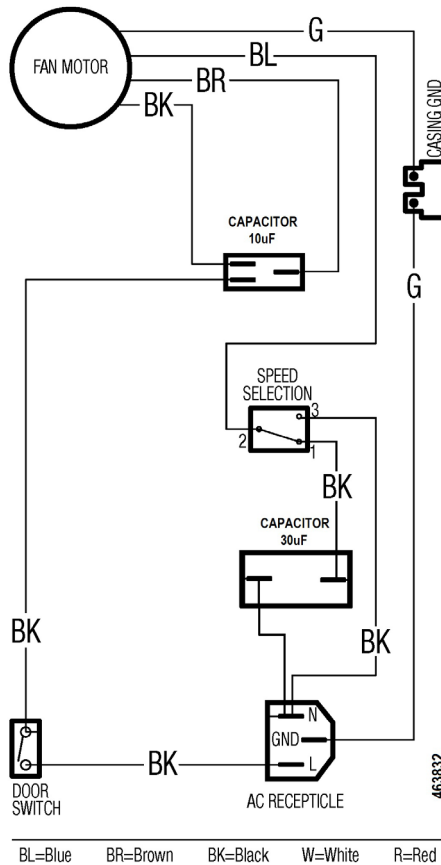 G
BL
FAN MOTOR
BR
BK
CASING GND
CAPACITOR
10uF
G
SPEED
SELECTION
3
2
1
BK
CAPACITOR
30uF
BK
BK
N
GND
L
BK
DOOR
SWITCH
AC RECEPTICLE
463832
BL=Blue BR=Brown BK=Black W=White R=Red